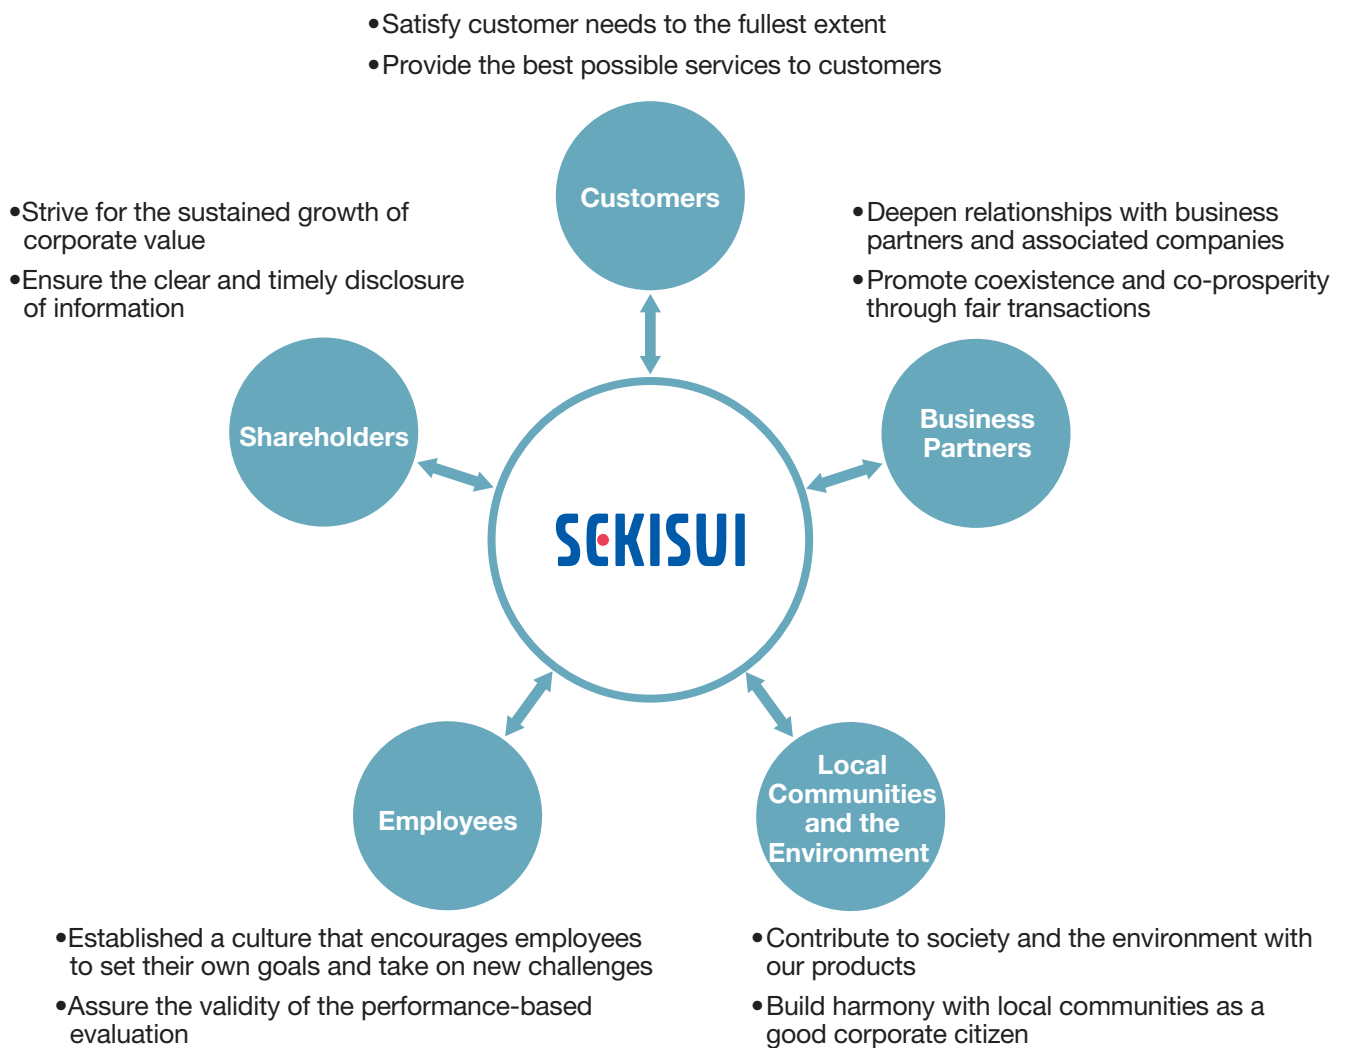 •Satisfy customer needs to the fullest extent
•Provide the best possible services to customers
Customers
•Strive for the sustained growth of
corporate value
•Ensure the clear and timely disclosure
of information
Shareholders
•Deepen relationships with business
partners and associated companies
•Promote coexistence and co-prosperity
through fair transactions
Business
Partners
SEKISUI
Employees
•Established a culture that encourages employees
to set their own goals and take on new challenges
•Assure the validity of the performance-based
evaluation
Local
Communities
and the
Environment
•Contribute to society and the environment with
our products
•Build harmony with local communities as a
good corporate citizen